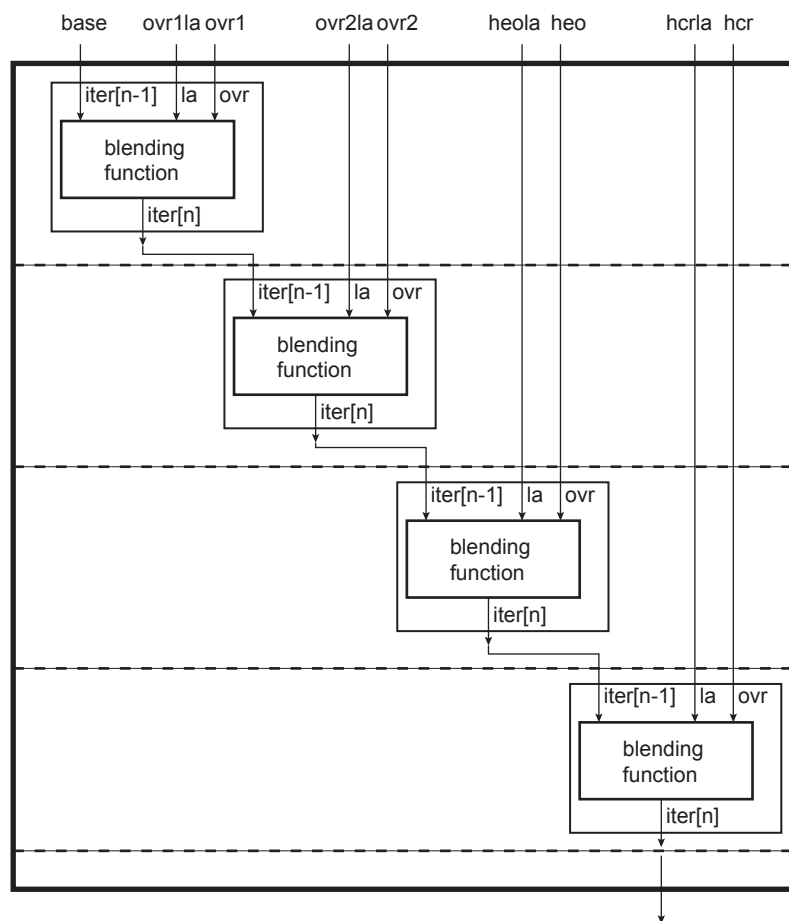 base ovr1la ovr1 ovr2la ovr2 heola heo hcrla hcr
iter[n-1] la ovr
blending
function
iter[n]
iter[n-1] la ovr
blending
function
iter[n]
iter[n-1] la ovr
blending
function
iter[n]
iter[n-1] la ovr
blending
function
iter[n]